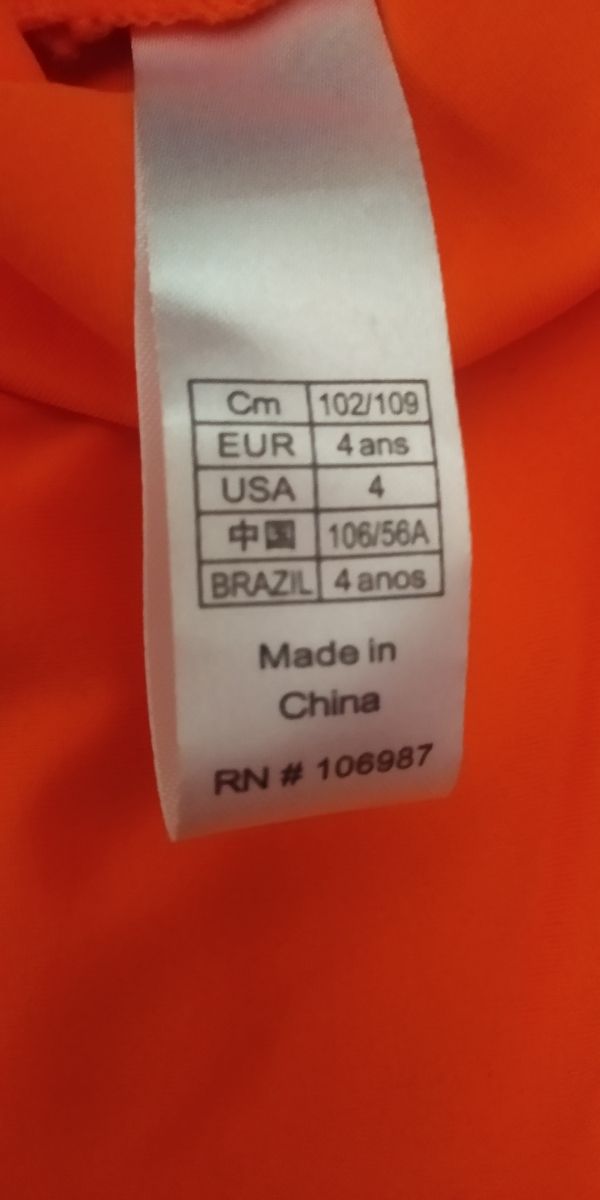 Cm 102/109
EUR 4 ans
USA 4
中国 106/56A
BRAZIL 4 anos
Made in
China
RN # 106987